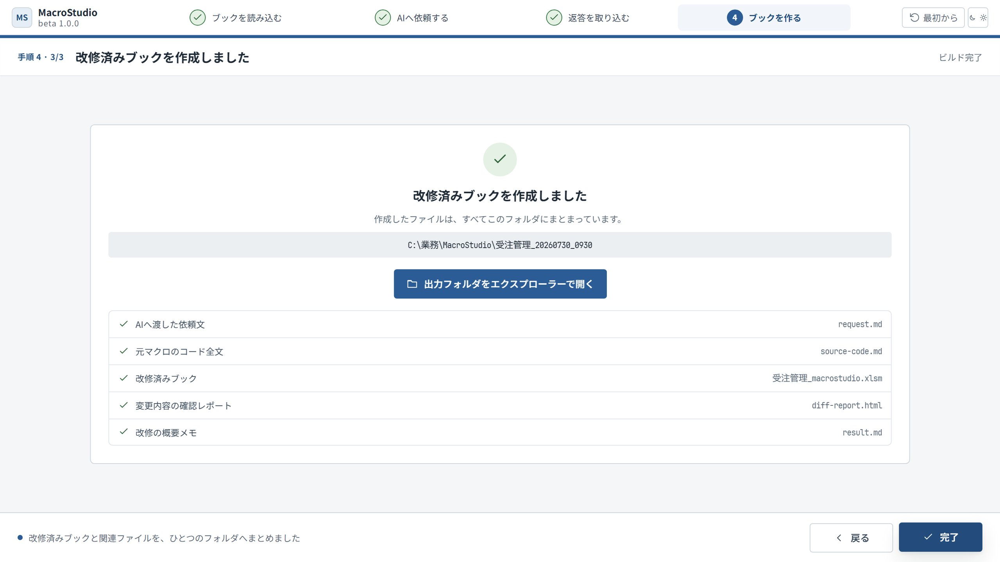 MS
MacroStudio
beta 1.0.0
ブックを読み込む
AIへ依頼する
返答を取り込む
4 ブックを作る
最初から
手順 4 · 3/3
改修済みブックを作成しました
ビルド完了
改修済みブックを作成しました
作成したファイルは、すべてこのフォルダにまとまっています。
C:\業務\MacroStudio\受注管理_20260730_0930
出力フォルダをエクスプローラーで開く
AIへ渡した依頼文 request.md
元マクロのコード全文 source-code.md
改修済みブック 受注管理_macrostudio.xlsm
変更内容の確認レポート diff-report.html
改修の概要メモ result.md
改修済みブックと関連ファイルを、ひとつのフォルダへまとめました
戻る
完了